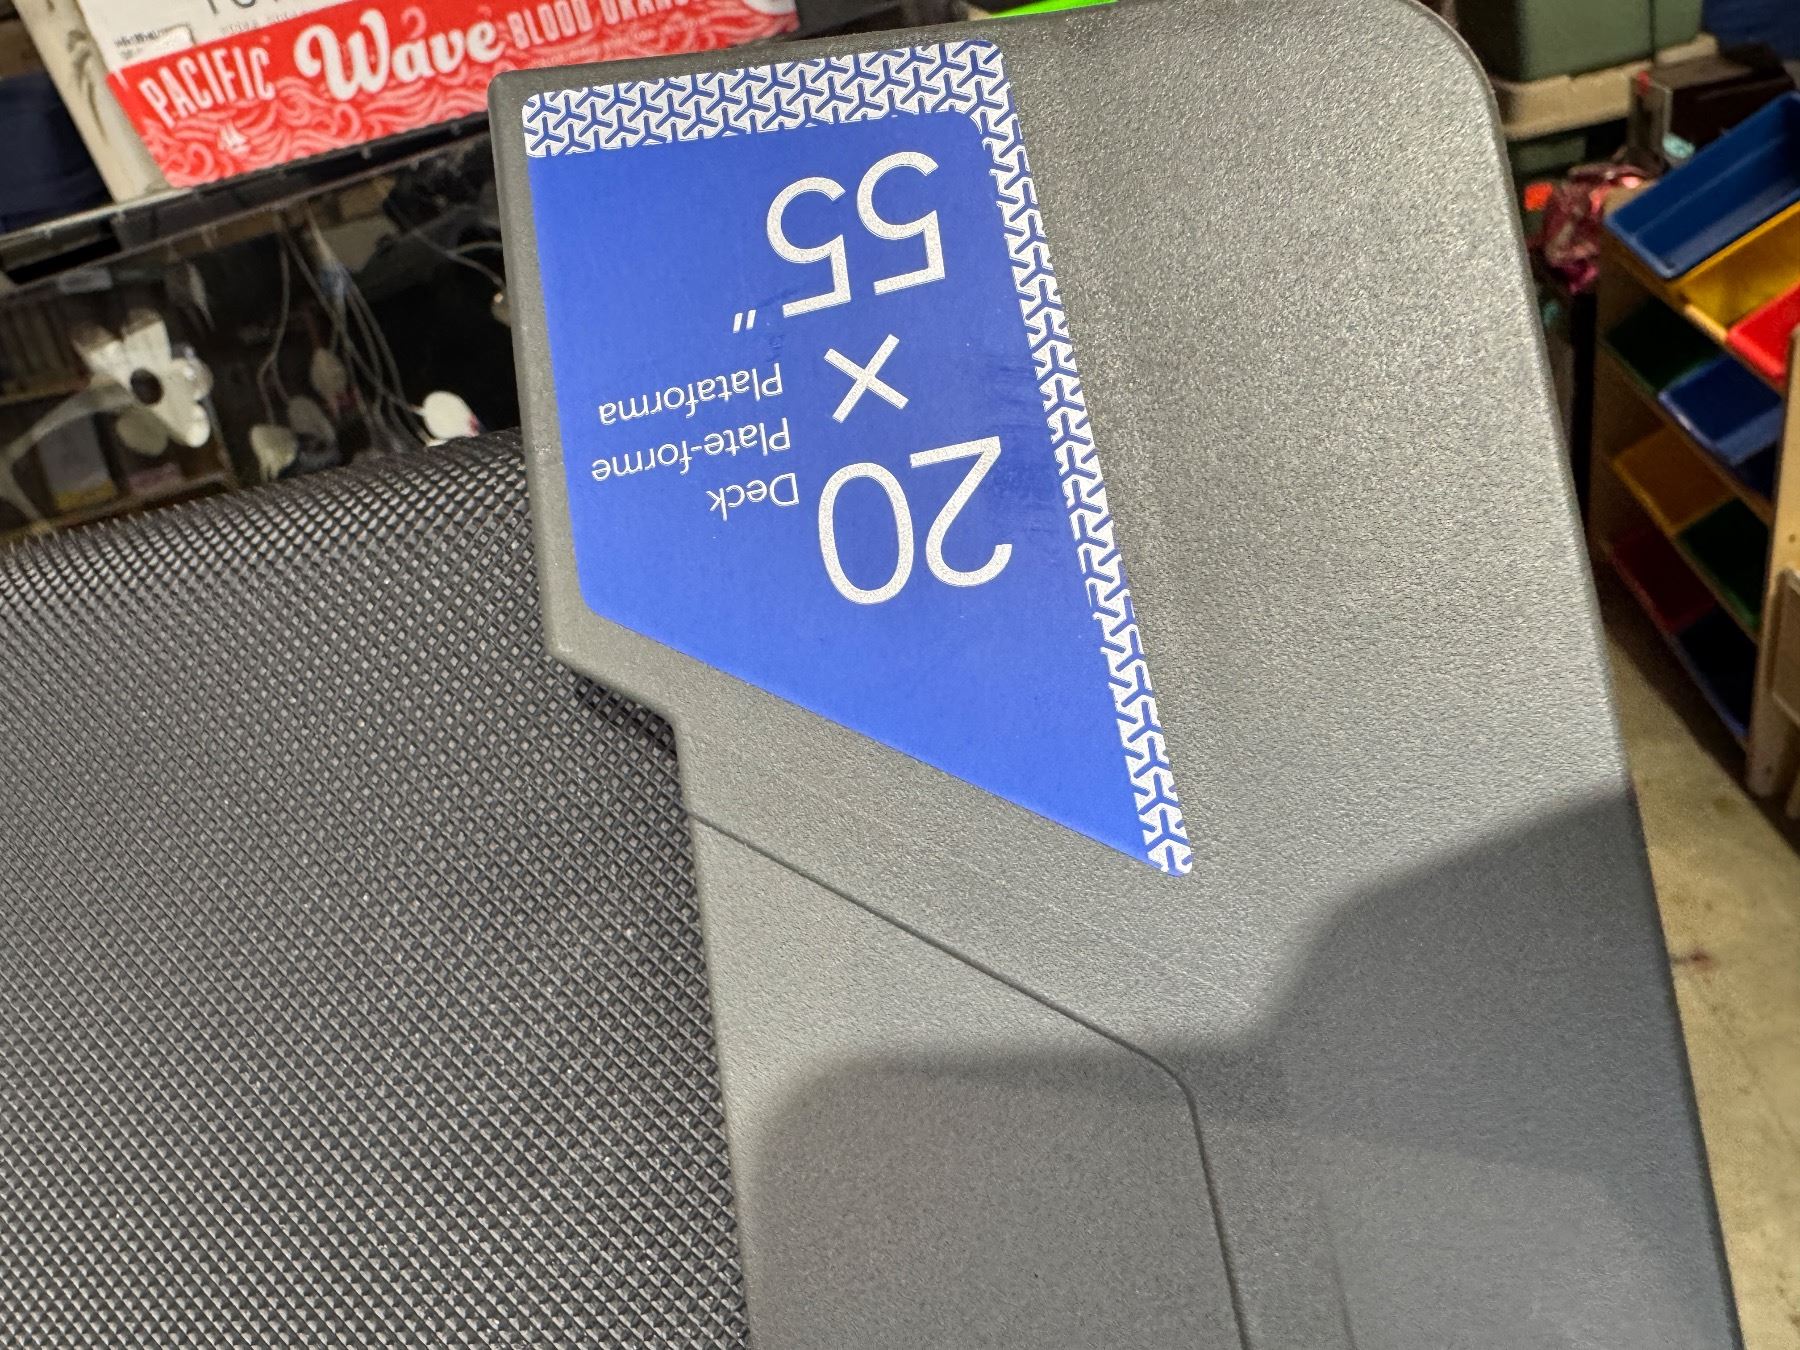 PACIFIC Wave BLOOD ORANGE
20 × 55"
Deck
Plate-forme
Plataforma